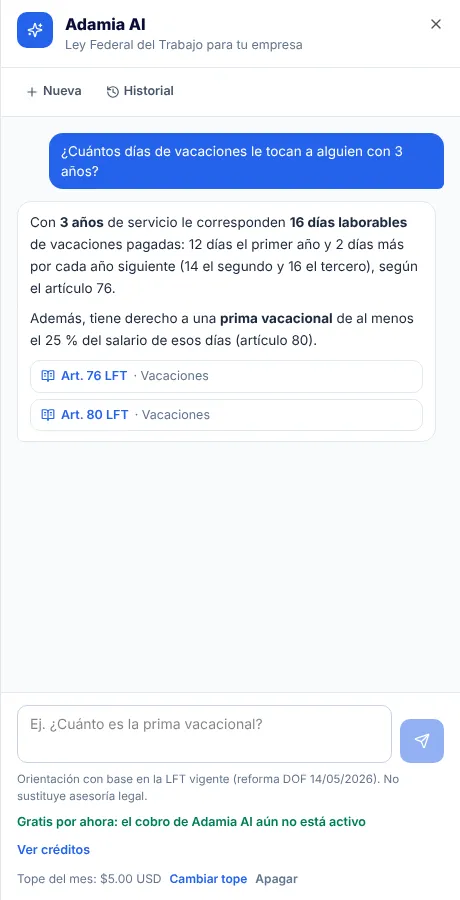 Adamia AI
Ley Federal del Trabajo para tu empresa
Nueva
Historial
¿Cuántos días de vacaciones le tocan a alguien con 3
años?
Con 3 años de servicio le corresponden 16 días laborables
de vacaciones pagadas: 12 días el primer año y 2 días más
por cada año siguiente (14 el segundo y 16 el tercero), según
el artículo 76.
Además, tiene derecho a una prima vacacional de al menos
el 25 % del salario de esos días (artículo 80).
Art. 76 LFT · Vacaciones
Art. 80 LFT · Vacaciones
Ej. ¿Cuánto es la prima vacacional?
Orientación con base en la LFT vigente (reforma DOF 14/05/2026). No
sustituye asesoría legal.
Gratis por ahora: el cobro de Adamia AI aún no está activo
Ver créditos
Tope del mes: $5.00 USD Cambiar tope Apagar